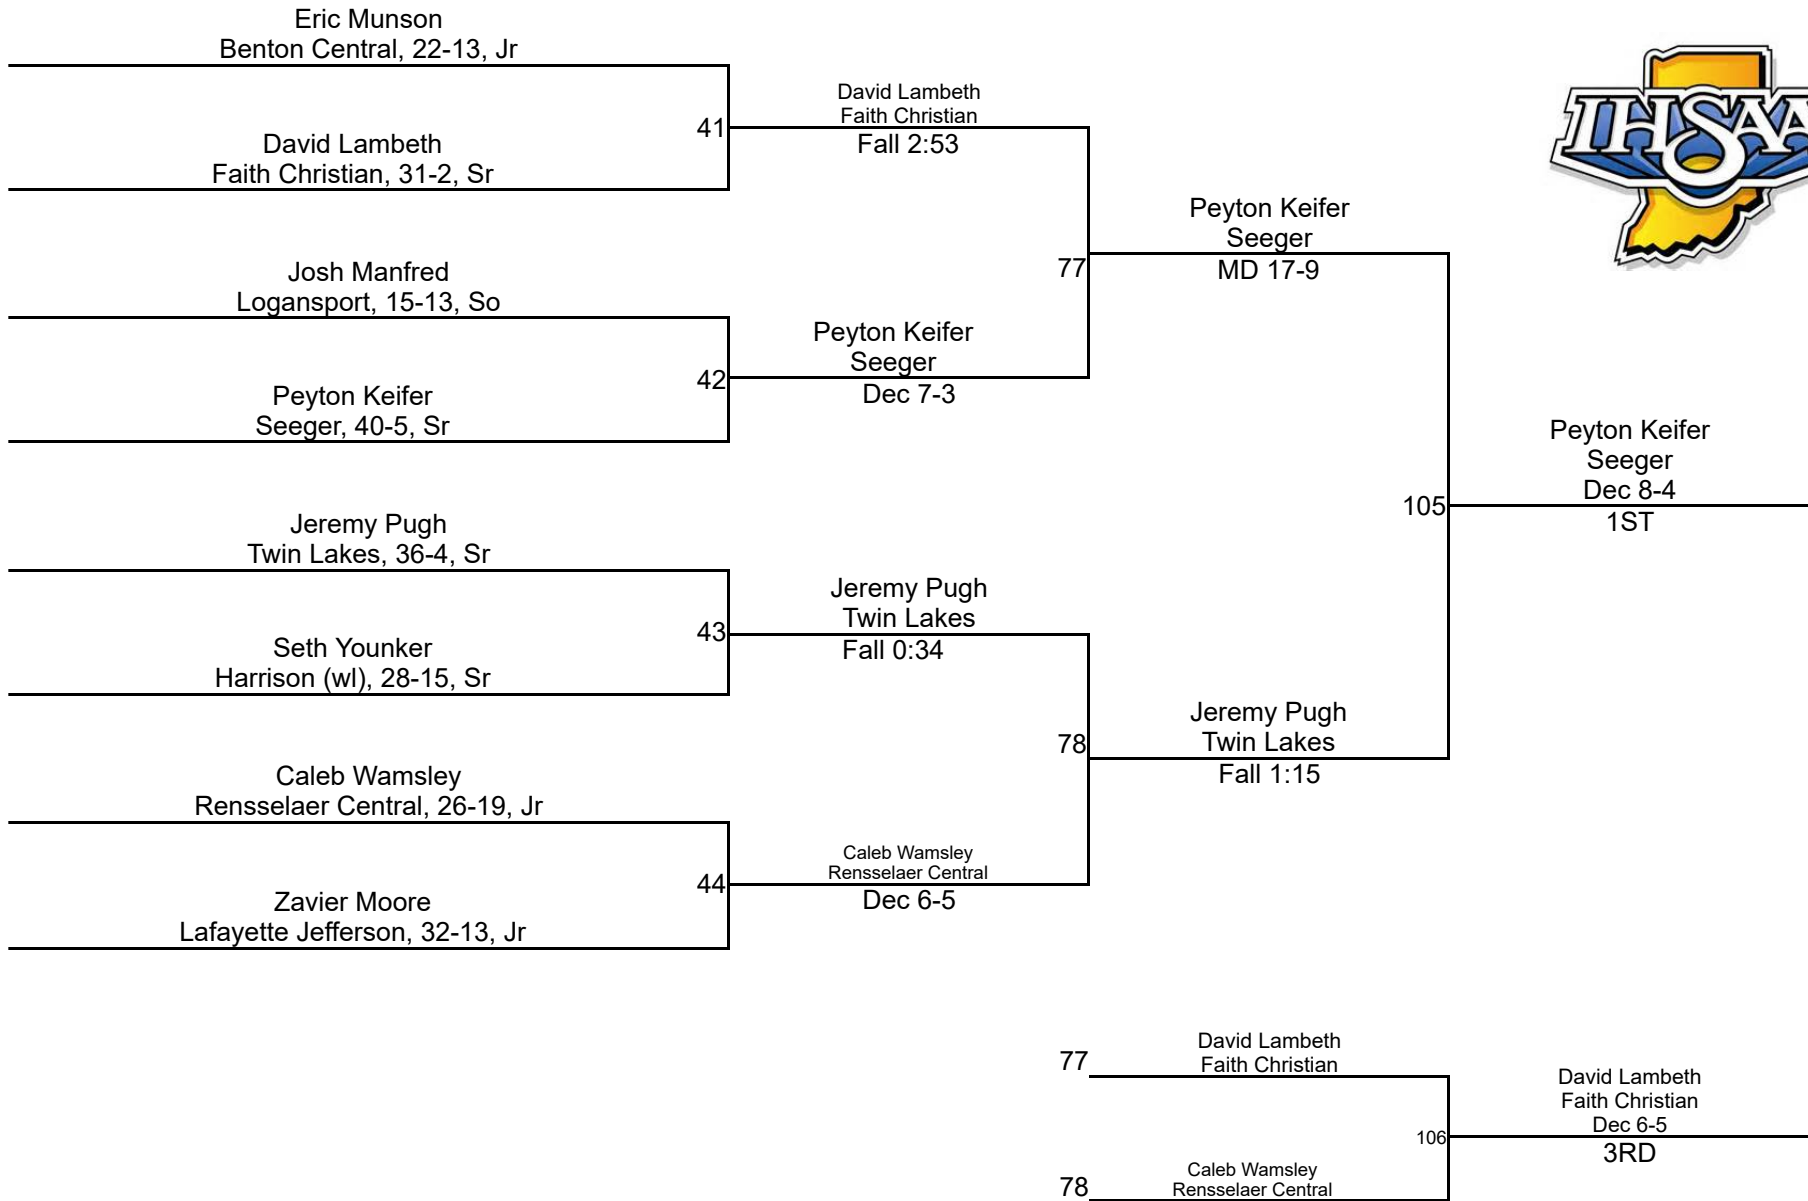 Eric Munson
Benton Central, 22-13, Jr
David Lambeth
Faith Christian, 31-2, Sr
41
David Lambeth
Faith Christian
Fall 2:53
Josh Manfred
Logansport, 15-13, So
Peyton Keifer
Seeger, 40-5, Sr
42
Peyton Keifer
Seeger
Dec 7-3
77
Peyton Keifer
Seeger
MD 17-9
IHSAA
Jeremy Pugh
Twin Lakes, 36-4, Sr
Seth Younker
Harrison (wl), 28-15, Sr
43
Jeremy Pugh
Twin Lakes
Fall 0:34
Caleb Wamsley
Rensselaer Central, 26-19, Jr
Zavier Moore
Lafayette Jefferson, 32-13, Jr
44
Caleb Wamsley
Rensselaer Central
Dec 6-5
78
Jeremy Pugh
Twin Lakes
Fall 1:15
105
Peyton Keifer
Seeger
Dec 8-4
1ST
77
David Lambeth
Faith Christian
78
Caleb Wamsley
Rensselaer Central
106
David Lambeth
Faith Christian
Dec 6-5
3RD